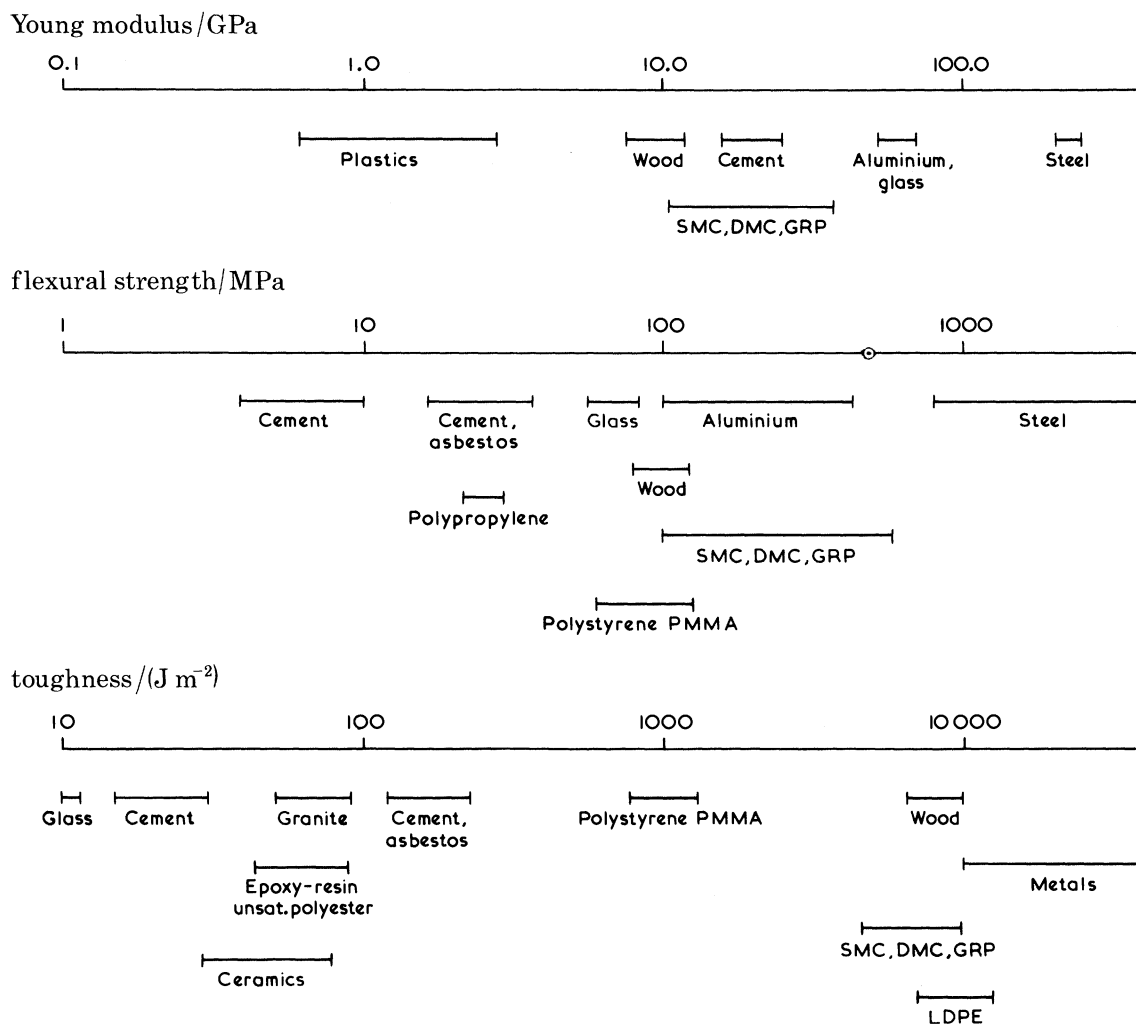 Young modulus/GPa
0.1 1.0 10.0 100.0
Plastics Wood Cement Aluminium, Steel
glass
SMC,DMC,GRP
flexural strength/MPa
1 10 100 1000
Cement Cement, Glass Aluminium Steel
asbestos
Wood
Polypropylene
SMC,DMC,GRP
Polystyrene PMMA
toughness/(J m⁻²)
10 100 1000 10 000
Glass Cement Granite Cement, Polystyrene PMMA Wood
asbestos
Epoxy-resin Metals
unsat.polyester
SMC,DMC,GRP
Ceramics
LDPE